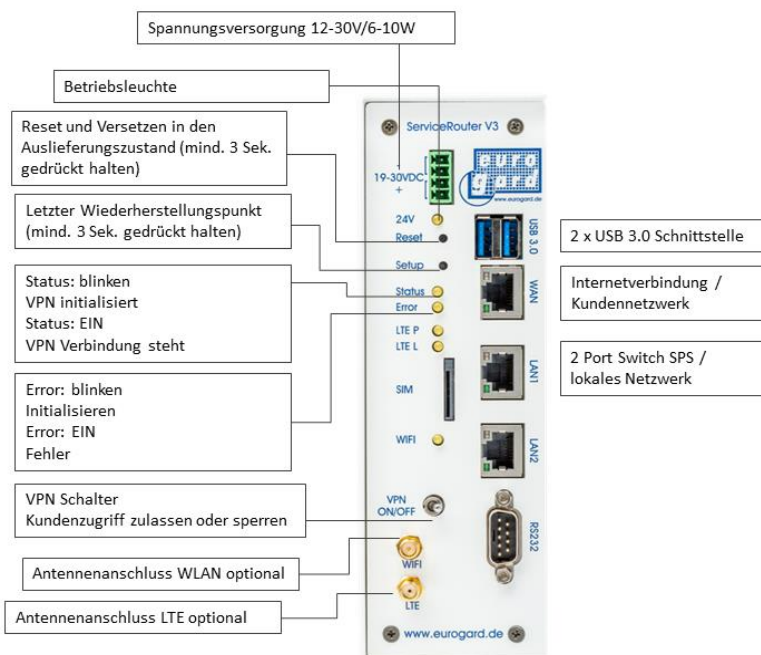 Spannungsversorgung 12-30V/6-10W
Betriebsleuchte
Reset und Versetzen in den
Auslieferungszustand (mind. 3 Sek.
gedrückt halten)
Letzter Wiederherstellungspunkt
(mind. 3 Sek. gedrückt halten)
Status: blinken
VPN initialisiert
Status: EIN
VPN Verbindung steht
Error: blinken
Initialisieren
Error: EIN
Fehler
VPN Schalter
Kundenzugriff zulassen oder sperren
Antennenanschluss WLAN optional
Antennenanschluss LTE optional
ServiceRouter V3
euro
gard
www.eurogard.de
19-30VDC
+
24V
Reset
Setup
Status
Error
LTE P
LTE L
SIM
WIFI
VPN
ON/OFF
WIFI
LTE
USB 3.0
WAN
LAN1
LAN2
RS232
www.eurogard.de
2 x USB 3.0 Schnittstelle
Internetverbindung /
Kundennetzwerk
2 Port Switch SPS /
lokales Netzwerk